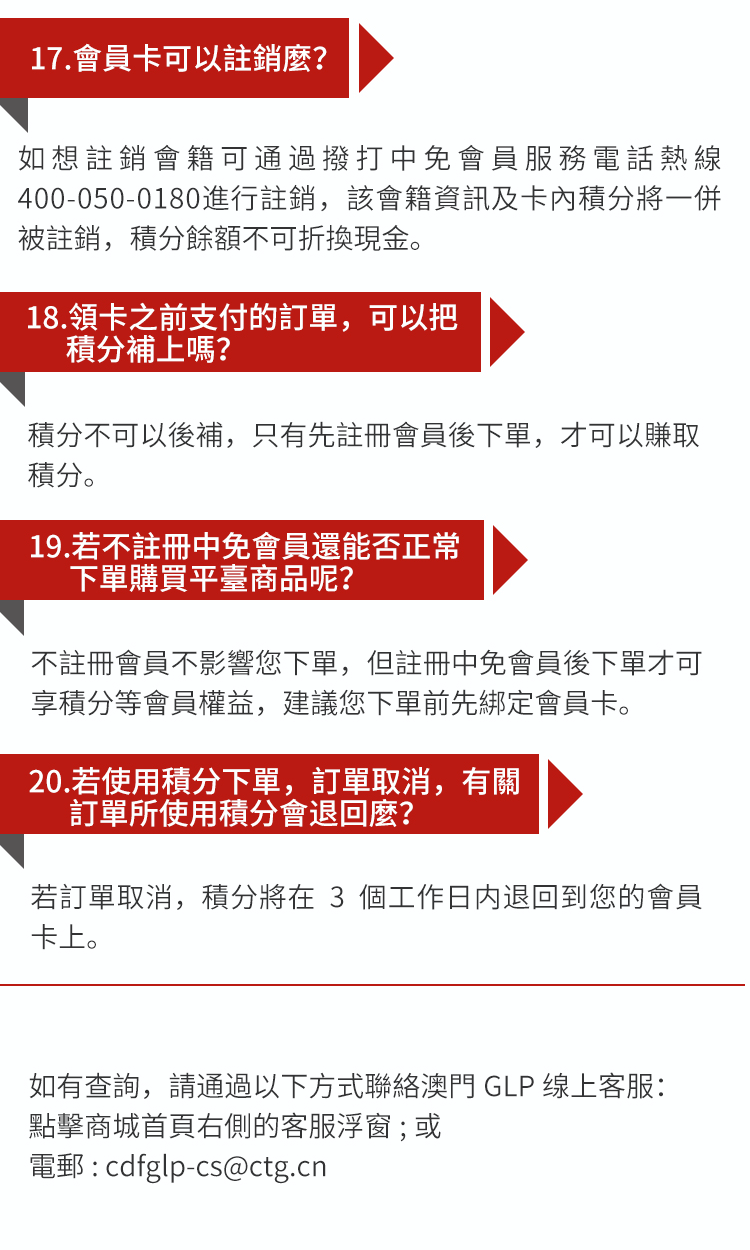 17.會員卡可以註銷麼？
如想註銷會籍可通過撥打中免會員服務電話熱線
400-050-0180進行註銷，該會籍資訊及卡內積分將一併
被註銷，積分餘額不可折換現金。
18.領卡之前支付的訂單，可以把
積分補上嗎？
積分不可以後補，只有先註冊會員後下單，才可以賺取
積分。
19.若不註冊中免會員還能否正常
下單購買平臺商品呢？
不註冊會員不影響您下單，但註冊中免會員後下單才可
享積分等會員權益，建議您下單前先綁定會員卡。
20.若使用積分下單，訂單取消，有關
訂單所使用積分會退回麼？
若訂單取消，積分將在 3 個工作日内退回到您的會員
卡上。
如有查詢，請通過以下方式聯絡澳門 GLP 线上客服：
點擊商城首頁右側的客服浮窗 ; 或
電郵 : cdfglp-cs@ctg.cn